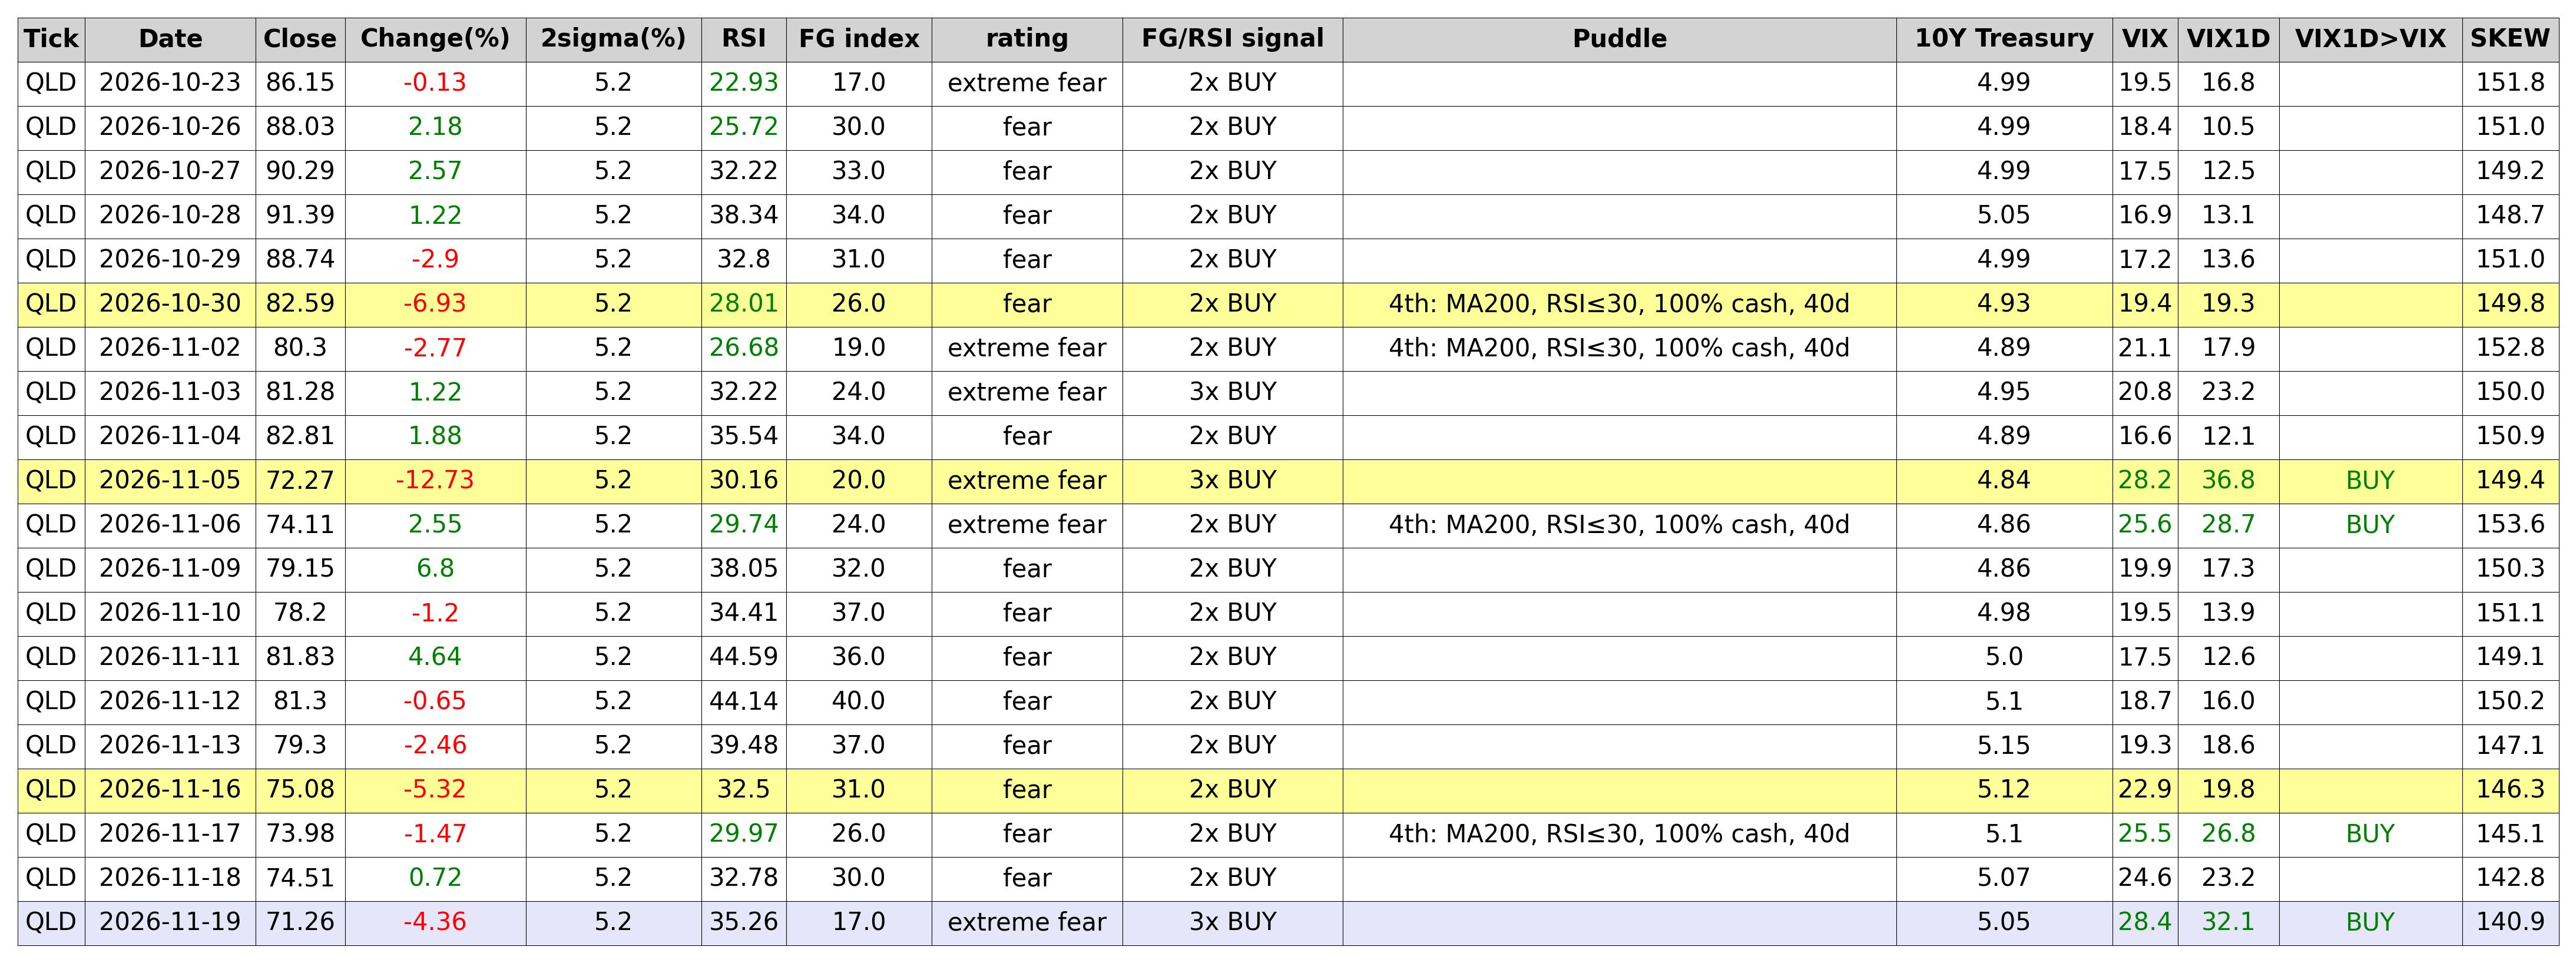 Tick Date Close Change(%) 2sigma(%) RSI FG index rating FG/RSI signal Puddle 10Y Treasury VIX VIX1D VIX1D>VIX SKEW
QLD 2026-10-23 86.15 -0.13 5.2 22.93 17.0 extreme fear 2x BUY 4.99 19.5 16.8 151.8
QLD 2026-10-26 88.03 2.18 5.2 25.72 30.0 fear 2x BUY 4.99 18.4 10.5 151.0
QLD 2026-10-27 90.29 2.57 5.2 32.22 33.0 fear 2x BUY 4.99 17.5 12.5 149.2
QLD 2026-10-28 91.39 1.22 5.2 38.34 34.0 fear 2x BUY 5.05 16.9 13.1 148.7
QLD 2026-10-29 88.74 -2.9 5.2 32.8 31.0 fear 2x BUY 4.99 17.2 13.6 151.0
QLD 2026-10-30 82.59 -6.93 5.2 28.01 26.0 fear 2x BUY 4th: MA200, RSI≤30, 100% cash, 40d 4.93 19.4 19.3 149.8
QLD 2026-11-02 80.3 -2.77 5.2 26.68 19.0 extreme fear 2x BUY 4th: MA200, RSI≤30, 100% cash, 40d 4.89 21.1 17.9 152.8
QLD 2026-11-03 81.28 1.22 5.2 32.22 24.0 extreme fear 3x BUY 4.95 20.8 23.2 150.0
QLD 2026-11-04 82.81 1.88 5.2 35.54 34.0 fear 2x BUY 4.89 16.6 12.1 150.9
QLD 2026-11-05 72.27 -12.73 5.2 30.16 20.0 extreme fear 3x BUY 4.84 28.2 36.8 BUY 149.4
QLD 2026-11-06 74.11 2.55 5.2 29.74 24.0 extreme fear 2x BUY 4th: MA200, RSI≤30, 100% cash, 40d 4.86 25.6 28.7 BUY 153.6
QLD 2026-11-09 79.15 6.8 5.2 38.05 32.0 fear 2x BUY 4.86 19.9 17.3 150.3
QLD 2026-11-10 78.2 -1.2 5.2 34.41 37.0 fear 2x BUY 4.98 19.5 13.9 151.1
QLD 2026-11-11 81.83 4.64 5.2 44.59 36.0 fear 2x BUY 5.0 17.5 12.6 149.1
QLD 2026-11-12 81.3 -0.65 5.2 44.14 40.0 fear 2x BUY 5.1 18.7 16.0 150.2
QLD 2026-11-13 79.3 -2.46 5.2 39.48 37.0 fear 2x BUY 5.15 19.3 18.6 147.1
QLD 2026-11-16 75.08 -5.32 5.2 32.5 31.0 fear 2x BUY 5.12 22.9 19.8 146.3
QLD 2026-11-17 73.98 -1.47 5.2 29.97 26.0 fear 2x BUY 4th: MA200, RSI≤30, 100% cash, 40d 5.1 25.5 26.8 BUY 145.1
QLD 2026-11-18 74.51 0.72 5.2 32.78 30.0 fear 2x BUY 5.07 24.6 23.2 142.8
QLD 2026-11-19 71.26 -4.36 5.2 35.26 17.0 extreme fear 3x BUY 5.05 28.4 32.1 BUY 140.9